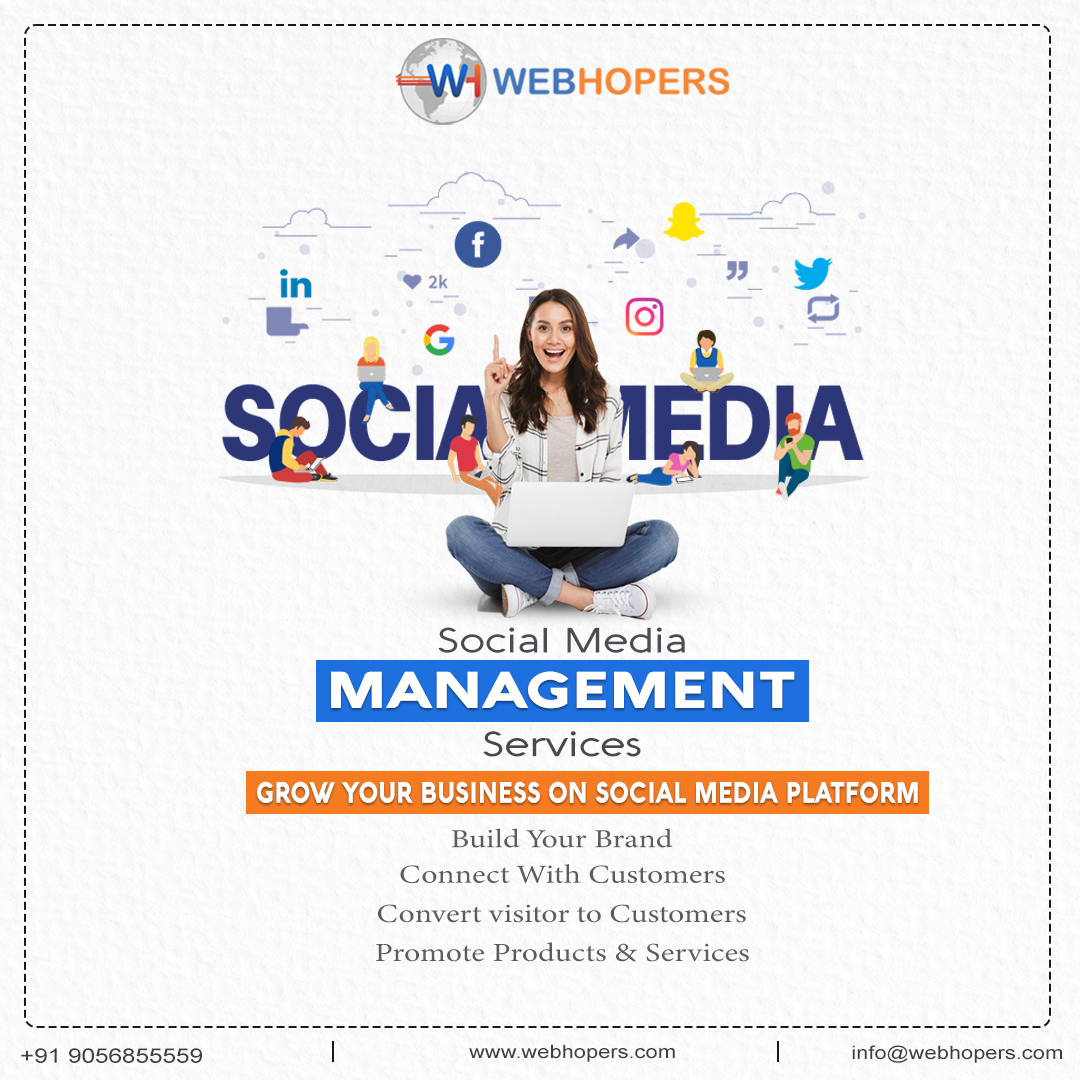 WH WEBHOPERS
f
in
2k
G
SOCIAL MEDIA
Social Media
MANAGEMENT
Services
GROW YOUR BUSINESS ON SOCIAL MEDIA PLATFORM
Build Your Brand
Connect With Customers
Convert visitor to Customers
Promote Products & Services
+91 9056855559 | www.webhopers.com | info@webhopers.com